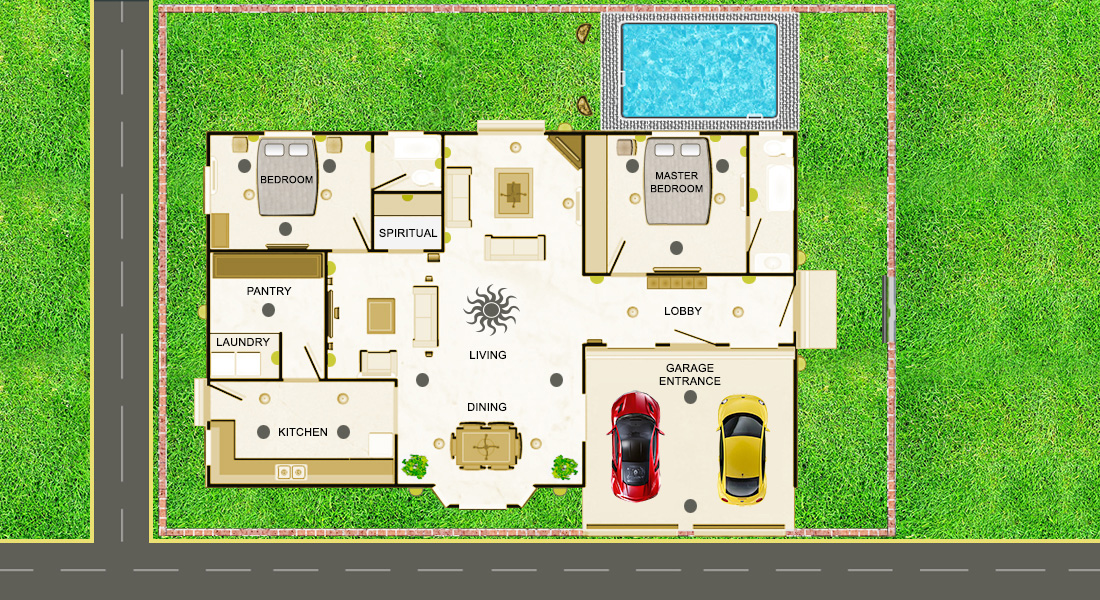 BEDROOM
MASTER
BEDROOM
SPIRITUAL
PANTRY
LOBBY
LAUNDRY
LIVING
GARAGE
ENTRANCE
DINING
KITCHEN